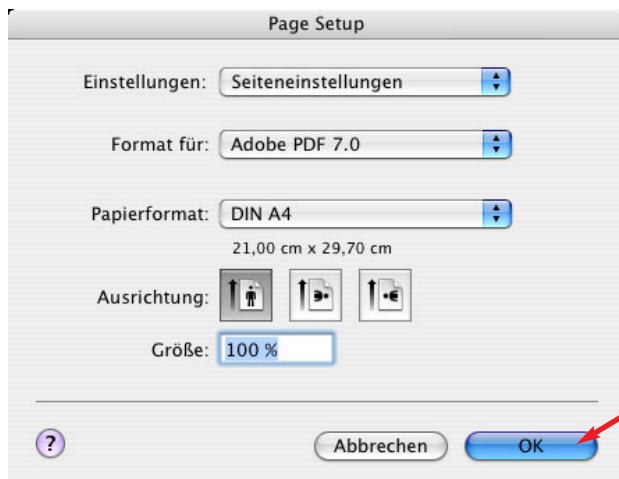 Page Setup
Einstellungen: Seiteneinstellungen
Format für: Adobe PDF 7.0
Papierformat: DIN A4
21,00 cm x 29,70 cm
Ausrichtung:
Größe: 100 %
? Abbrechen OK